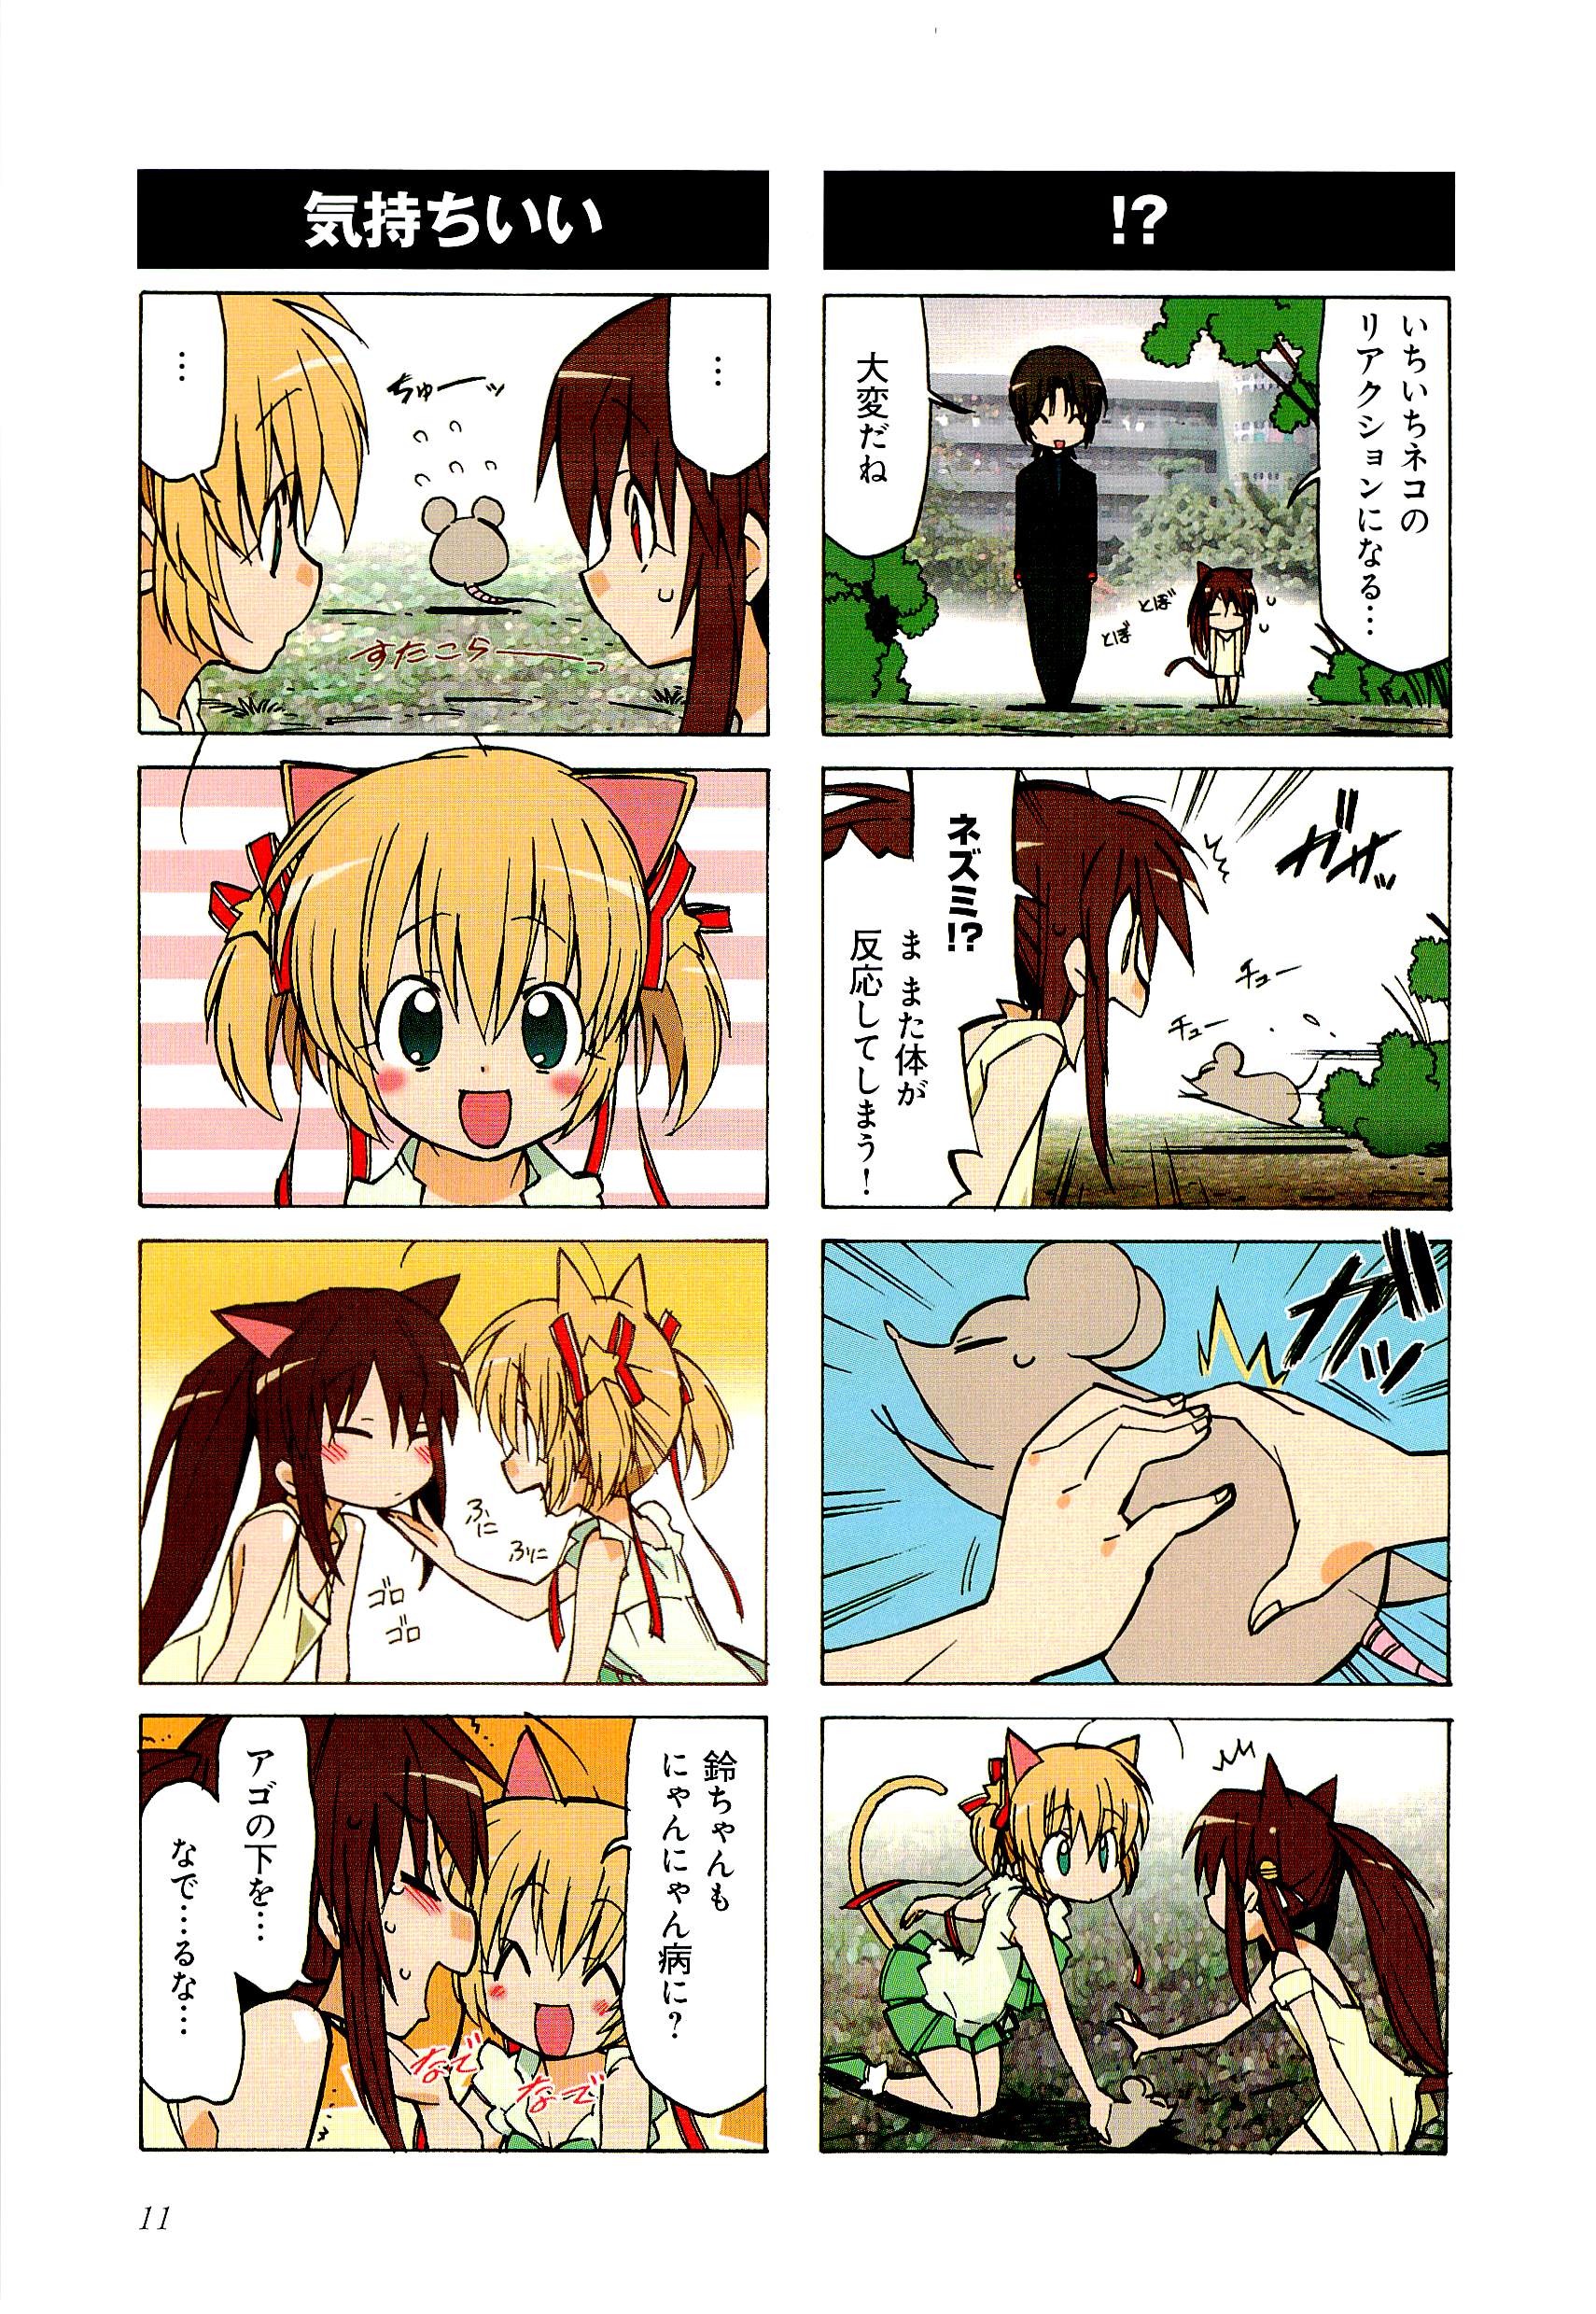 !?
いちいちネコの
リアクションになる…
大変だね
とぼ
とぼ
ガサッ
ネズミ!?
ま また体が
反応してしまう!
チュー
チュー
ガッ
気持ちいい
…
…
ちゅーッ
すたこらーっ
ぷに
ぷに
ゴロ
ゴロ
鈴ちゃんも
にゃんにゃん病に?
アゴの下を…
なで…るな…
なで
なで
11